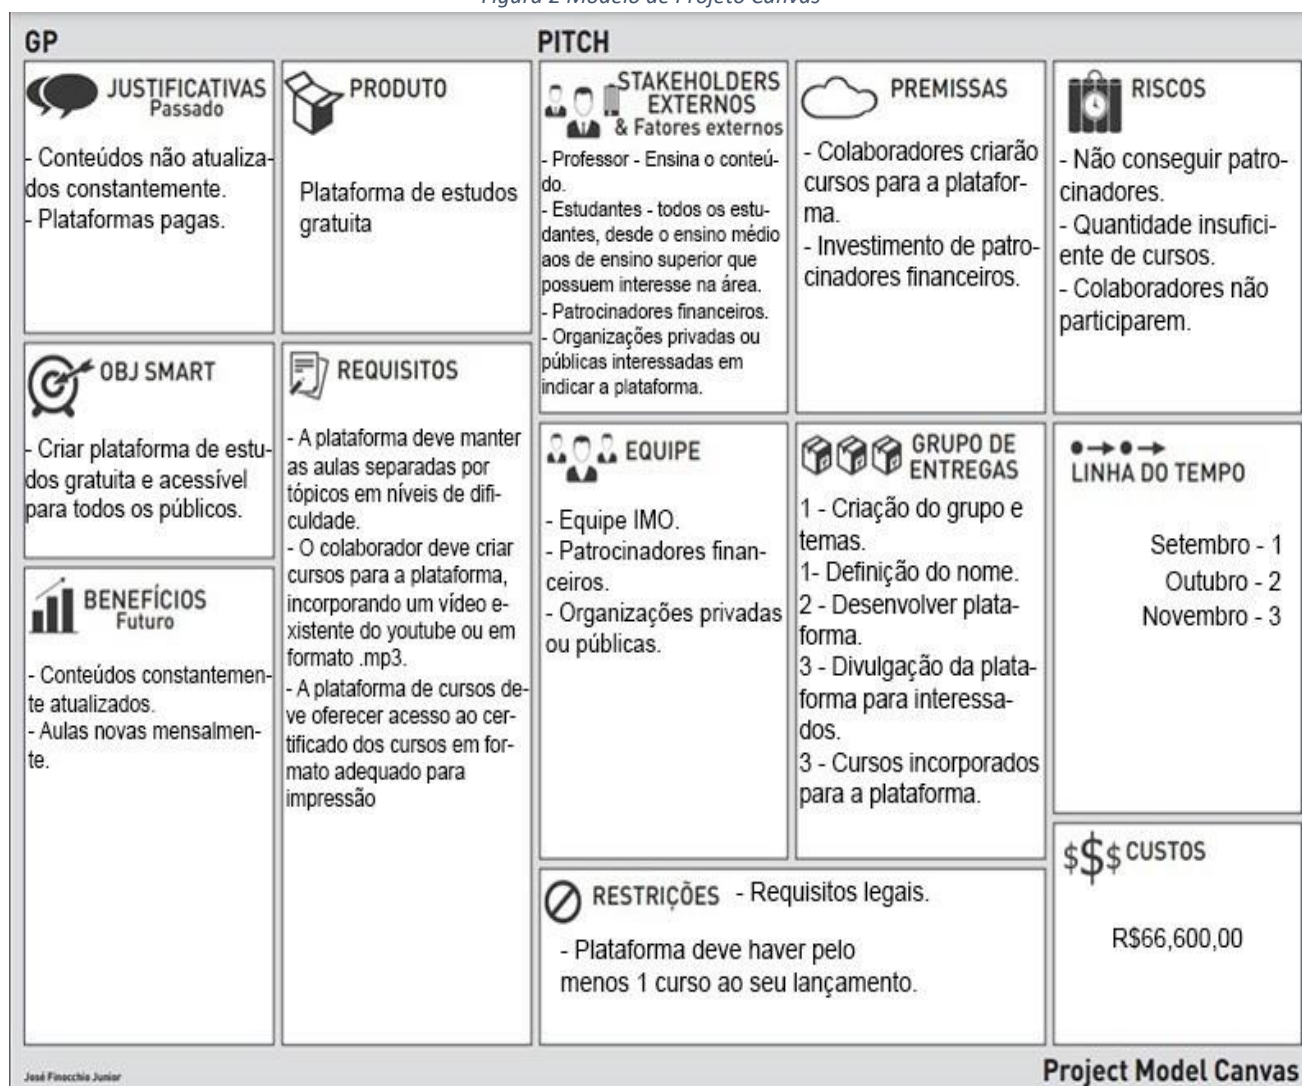 Figura 2 Modelo de Projeto Canvas
GP
PITCH
JUSTIFICATIVAS
Passado
- Conteúdos não atualiza-
dos constantemente.
- Plataformas pagas.
PRODUTO
Plataforma de estudos
gratuita
STAKEHOLDERS
EXTERNOS
& Fatores externos
- Professor - Ensina o conteú-
do.
- Estudantes - todos os estu-
dantes, desde o ensino médio
aos de ensino superior que
possuem interesse na área.
- Patrocinadores financeiros.
- Organizações privadas ou
públicas interessadas em
indicar a plataforma.
PREMISSAS
- Colaboradores criarão
cursos para a platafor-
ma.
- Investimento de patro-
cinadores financeiros.
RISCOS
- Não conseguir patro-
cinadores.
- Quantidade insufici-
ente de cursos.
- Colaboradores não
participarem.
OBJ SMART
- Criar plataforma de estu-
dos gratuita e acessível
para todos os públicos.
REQUISITOS
- A plataforma deve manter
as aulas separadas por
tópicos em níveis de difi-
culdade.
- O colaborador deve criar
cursos para a plataforma,
incorporando um vídeo e-
xistente do youtube ou em
formato .mp3.
- A plataforma de cursos de-
ve oferecer acesso ao cer-
tificado dos cursos em for-
mato adequado para
impressão
EQUIPE
- Equipe IMO.
- Patrocinadores finan-
ceiros.
- Organizações privadas
ou públicas.
GRUPO DE
ENTREGAS
1 - Criação do grupo e
temas.
1- Definição do nome.
2 - Desenvolver plata-
forma.
3 - Divulgação da plata-
forma para interessa-
dos.
3 - Cursos incorporados
para a plataforma.
LINHA DO TEMPO
Setembro - 1
Outubro - 2
Novembro - 3
BENEFÍCIOS
Futuro
- Conteúdos constantemen-
te atualizados.
- Aulas novas mensalmen-
te.
RESTRIÇÕES - Requisitos legais.
- Plataforma deve haver pelo
menos 1 curso ao seu lançamento.
$$$ CUSTOS
R$66,600,00
José Finocchio Junior
Project Model Canvas